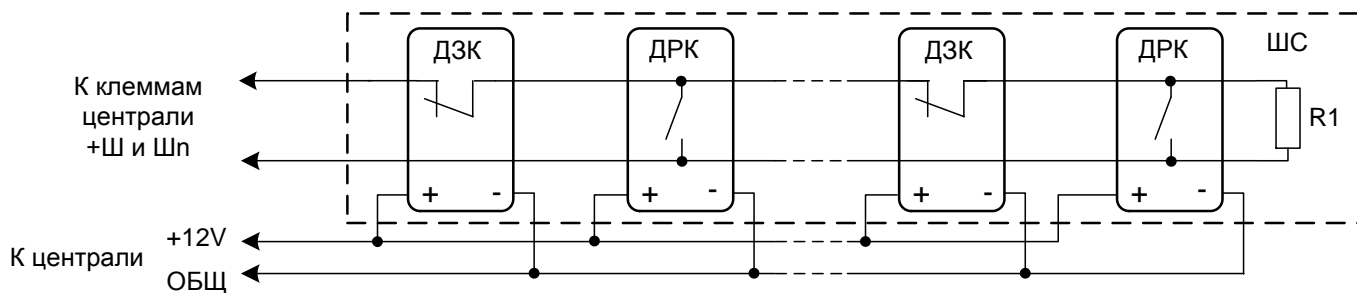 ДЗК
ДРК
ДЗК
ДРК
ШС
К клеммам
централи
+Ш и Шn
R1
+ -
+ -
+ -
+ -
К централи
+12V
ОБЩ